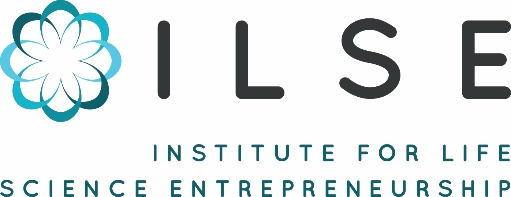 ILSE
INSTITUTE FOR LIFE
SCIENCE ENTREPRENEURSHIP